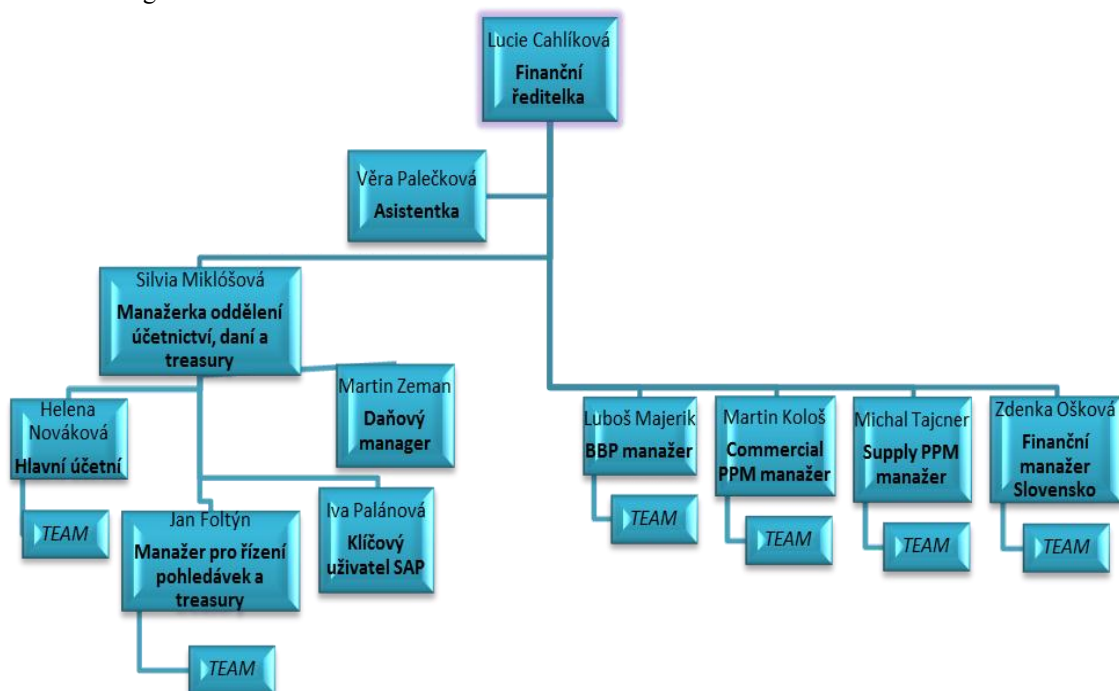 Lucie Cahlíková
Finanční
ředitelka
Věra Palečková
Asistentka
Silvia Miklóšová
Manažerka oddělení
účetnictví, daní a
treasury
Martin Zeman
Daňový
manager
Helena
Nováková
Hlavní účetní
TEAM
Jan Foltýn
Manažer pro řízení
pohledávek a
treasury
TEAM
Iva Palánová
Klíčový
uživatel SAP
Luboš Majerik
BBP manažer
TEAM
Martin Kološ
Commercial
PPM manažer
TEAM
Michal Tajcner
Supply PPM
manažer
TEAM
Zdenka Ošková
Finanční
manažer
Slovensko
TEAM